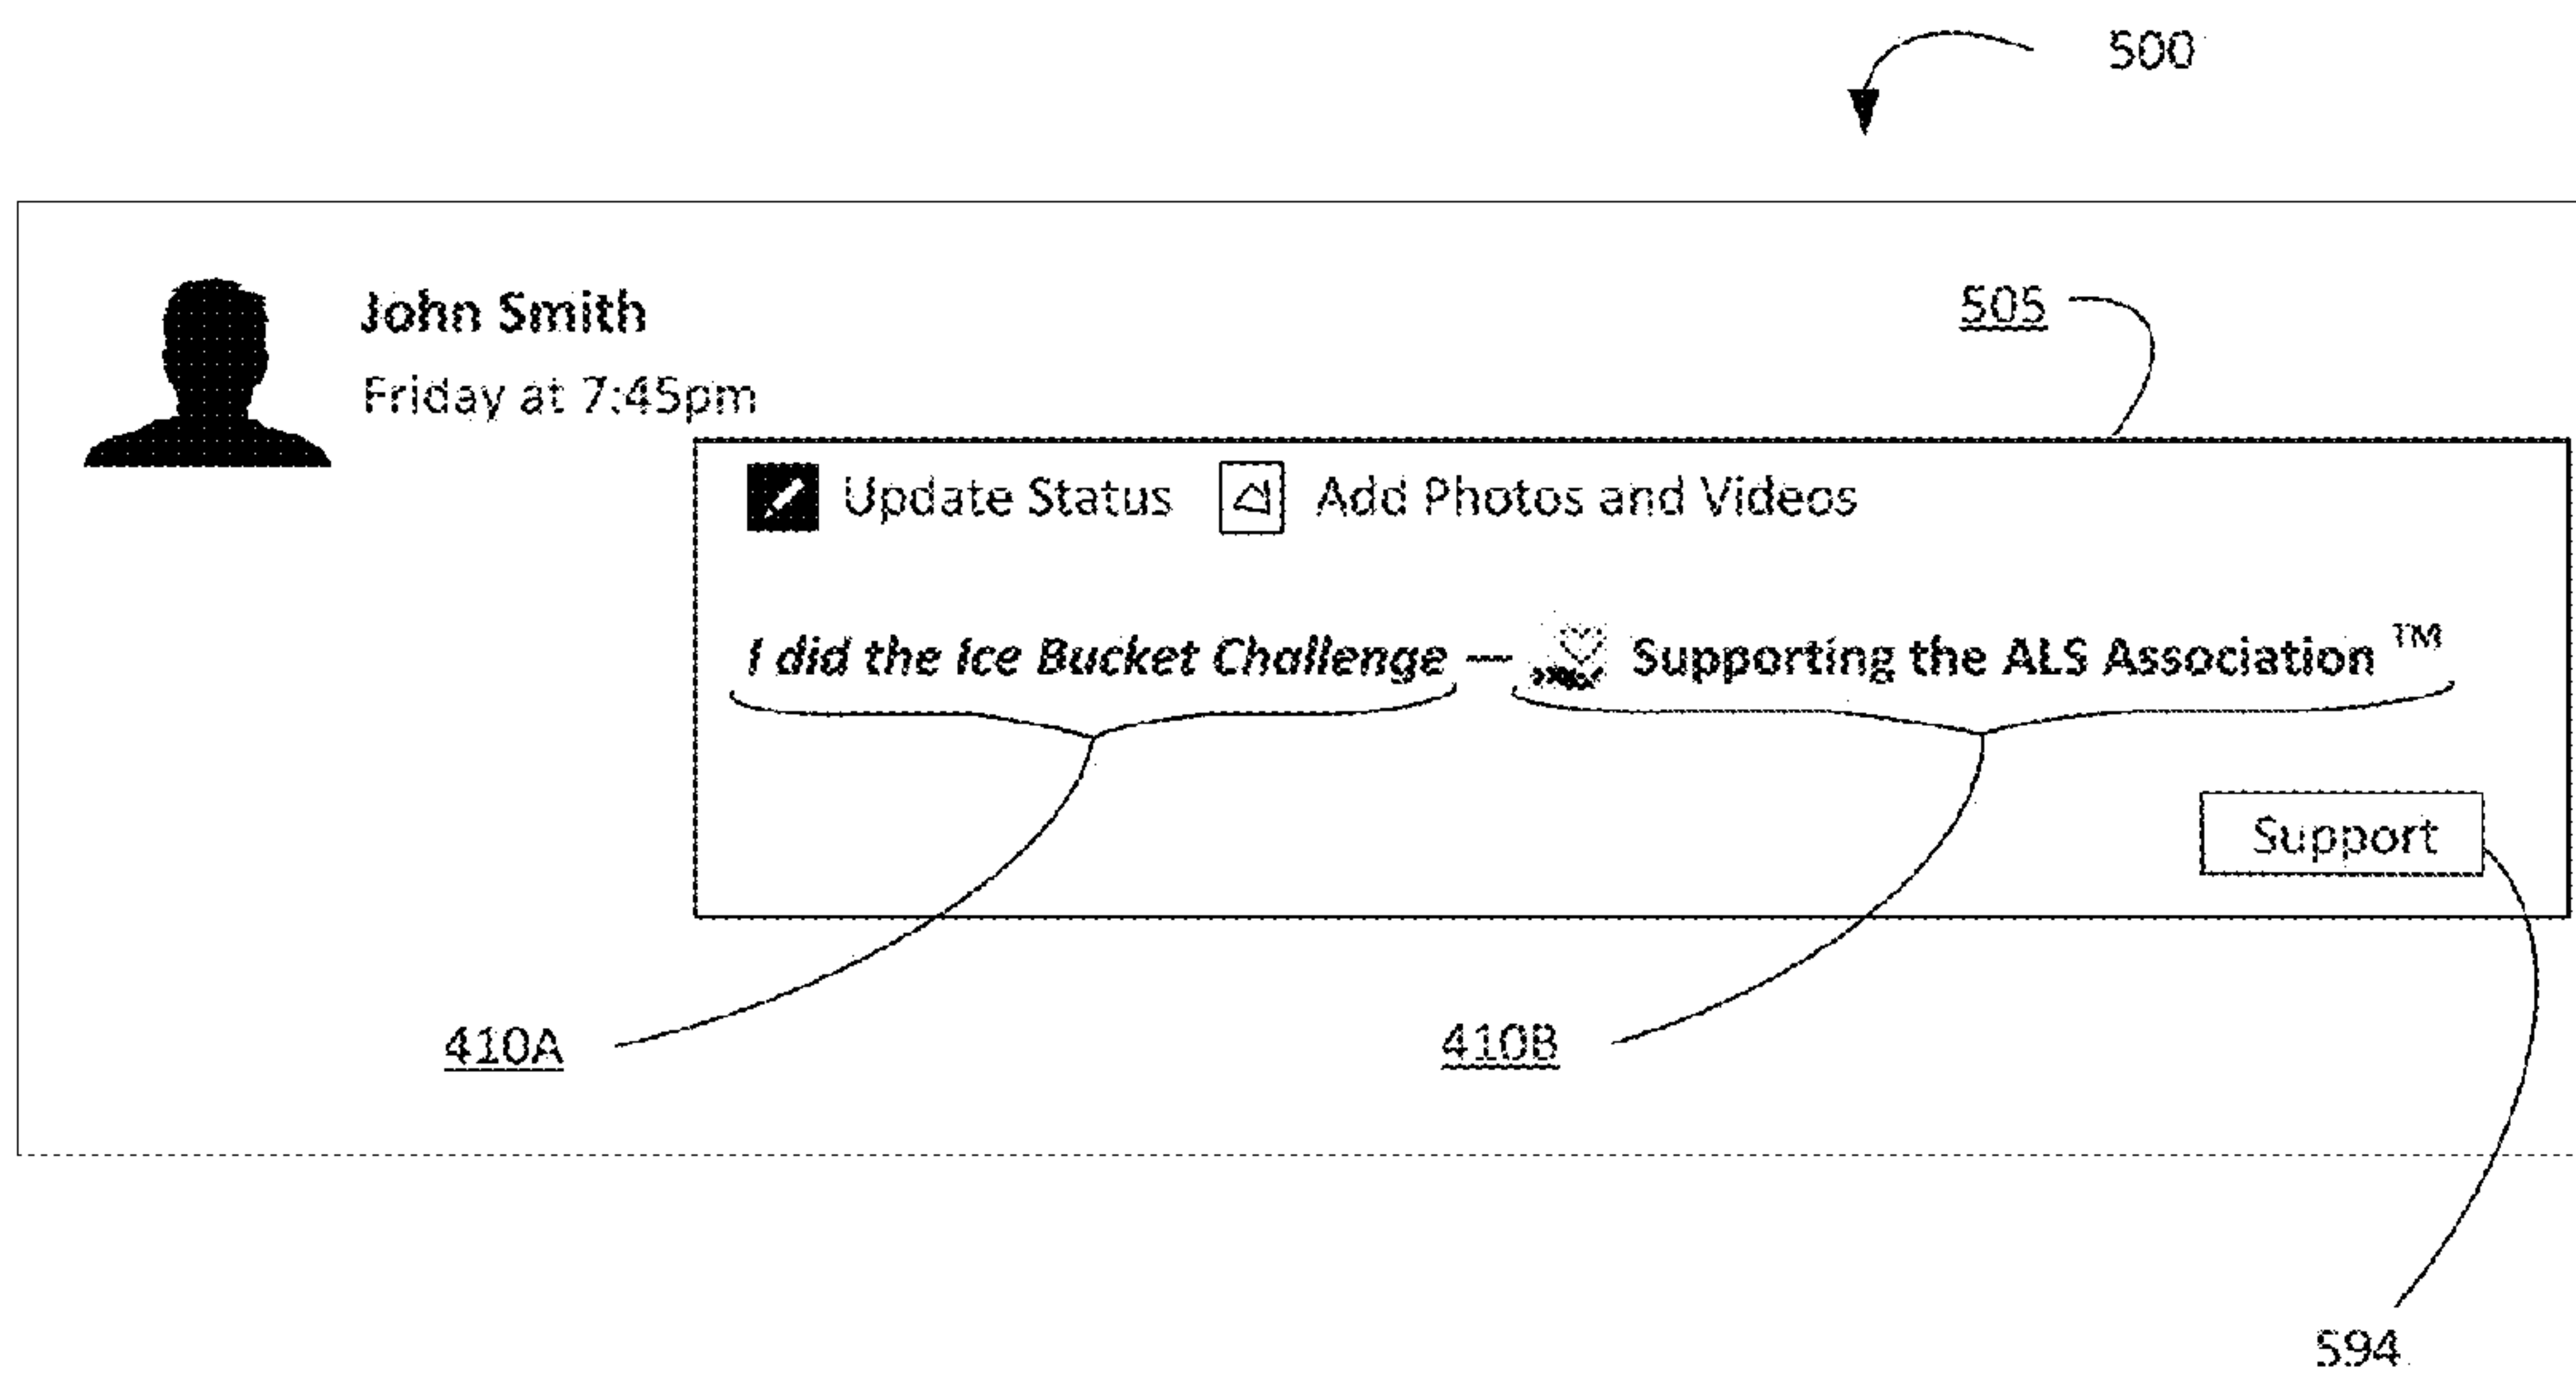 500
John Smith
505
Friday at 7:45pm
Update Status Add Photos and Videos
I did the Ice Bucket Challenge — Supporting the ALS Association ™
Support
410A
410B
594